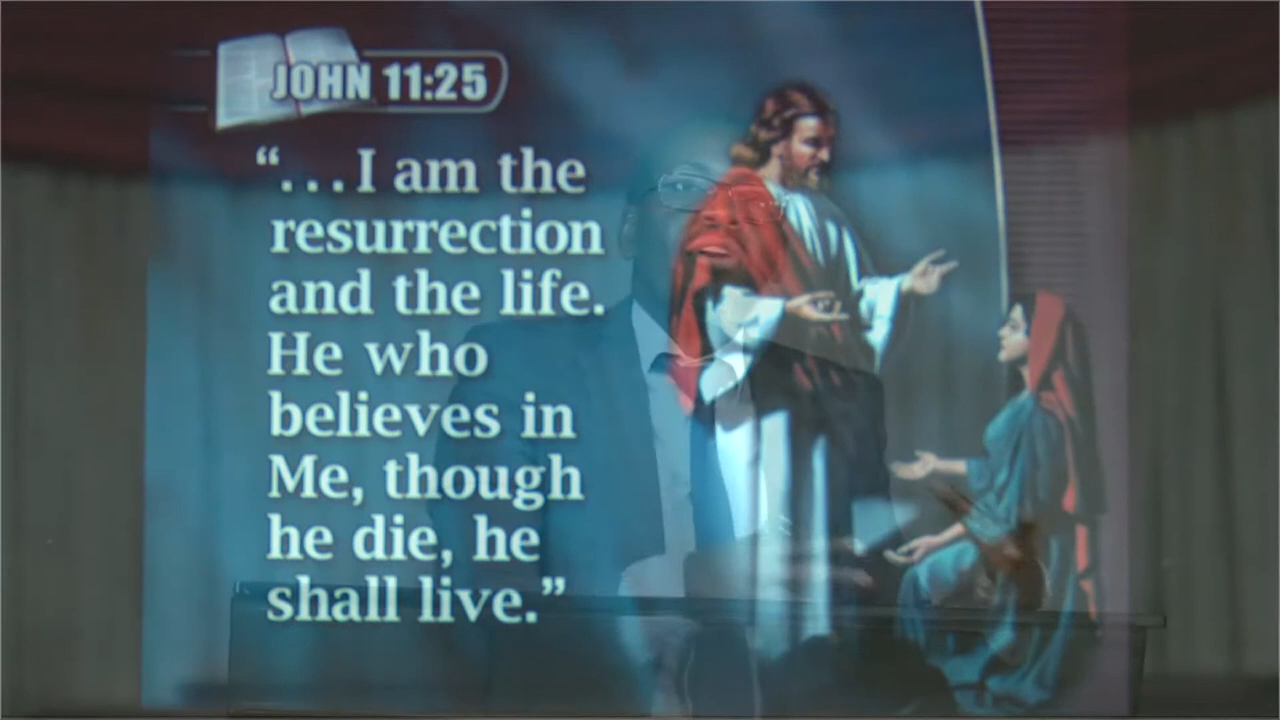 JOHN 11:25
“...I am the
resurrection
and the life.
He who
believes in
Me, though
he die, he
shall live.”